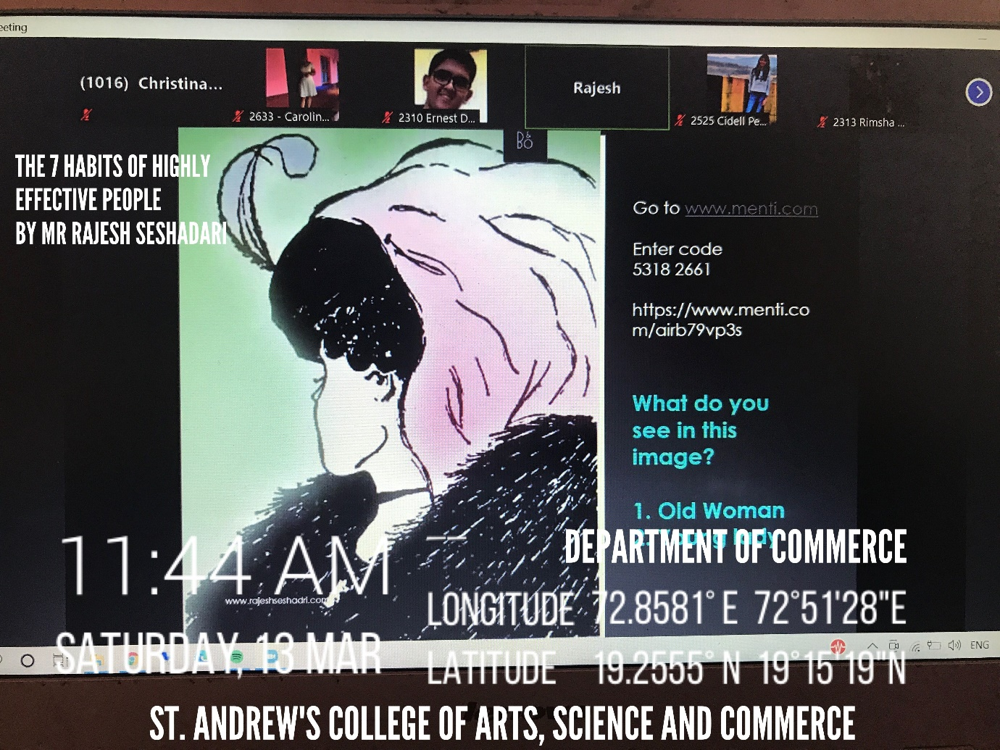 eeting
(1016) Christina...
2633 - Carolin...
2310 Ernest D...
Rajesh
2525 Cidell Pe...
2313 Rimsha ...
D&
BO
THE 7 HABITS OF HIGHLY
EFFECTIVE PEOPLE
BY MR RAJESH SESHADARI
Go to www.menti.com
Enter code
5318 2661
https://www.menti.co
m/airb79vp3s
What do you
see in this
image?
1. Old Woman
2. Young lady
DEPARTMENT OF COMMERCE
11:44 AM
www.rajeshseshadri.com
LONGITUDE 72.8581° E 72°51'28"E
SATURDAY, 13 MAR
ENG
LATITUDE 19.2555° N 19°15'19"N
ST. ANDREW'S COLLEGE OF ARTS, SCIENCE AND COMMERCE